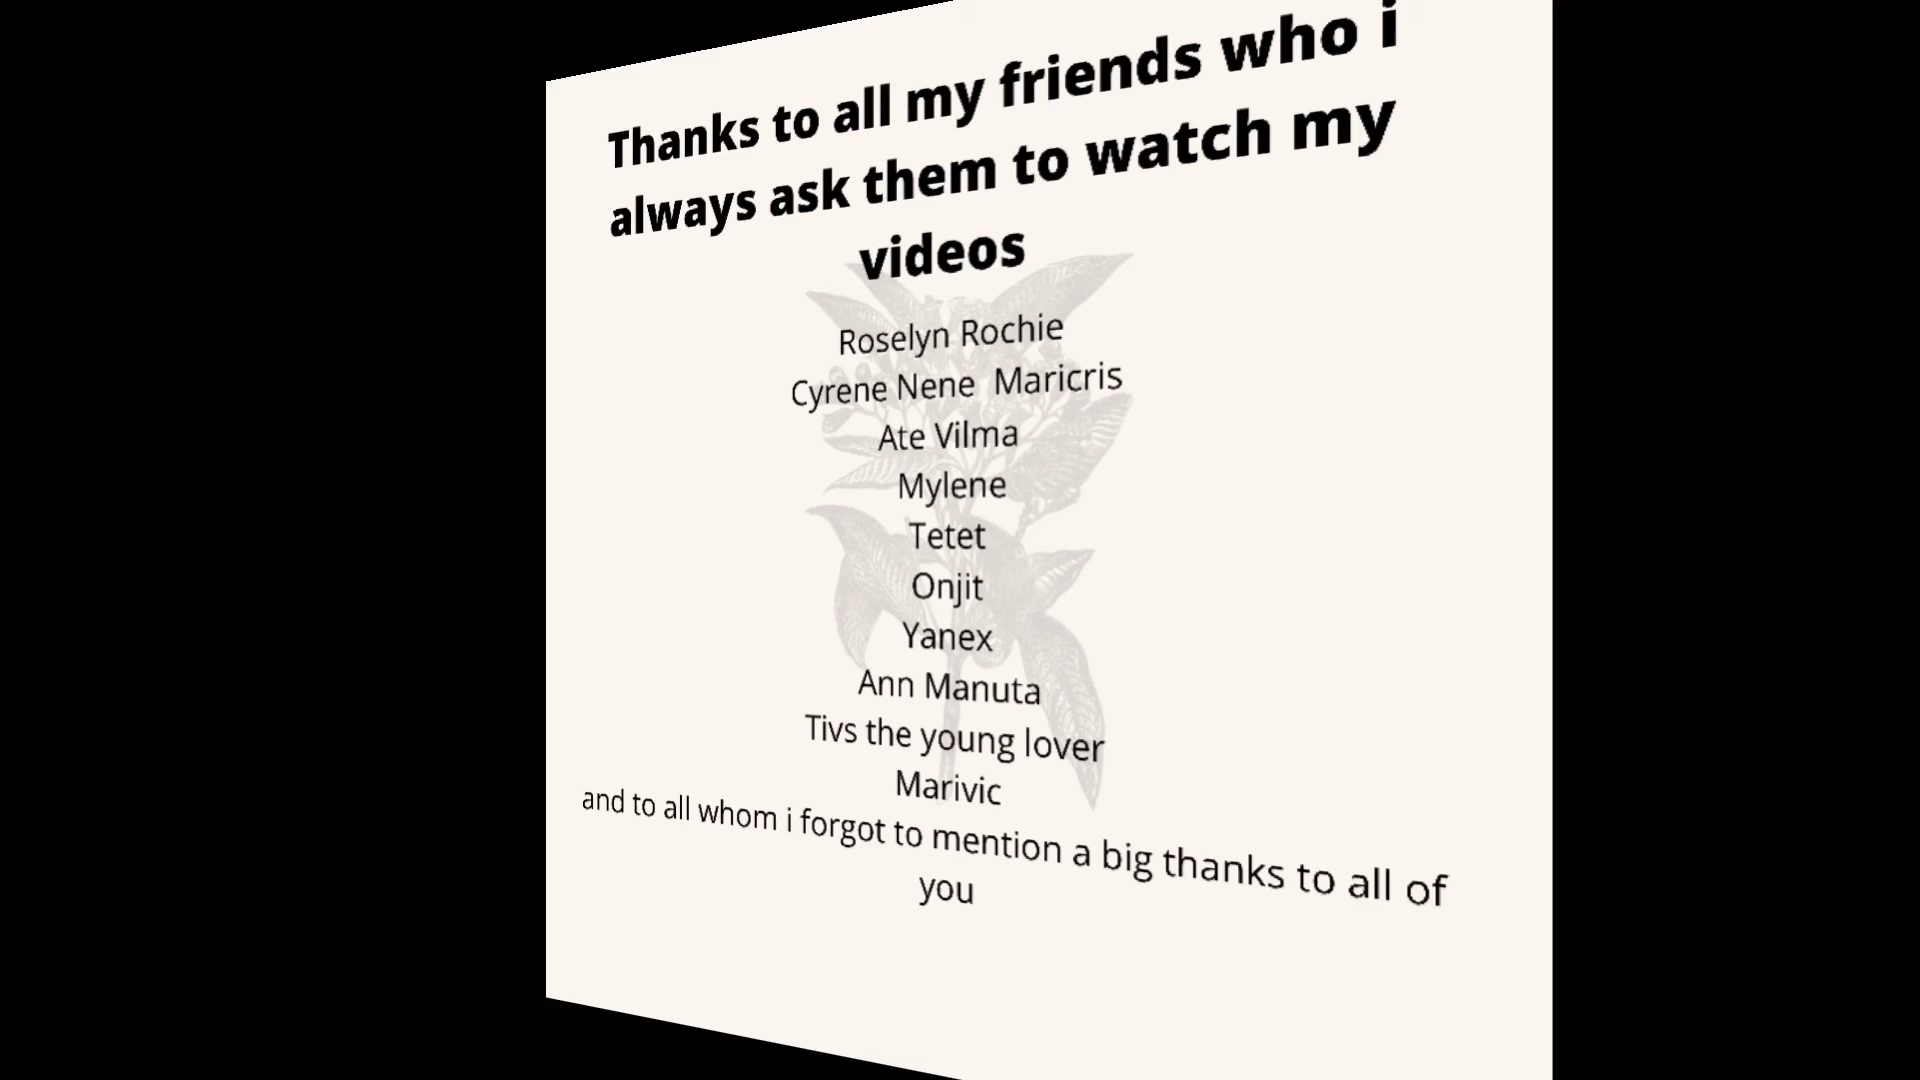 Thanks to all my friends who i
always ask them to watch my
videos
Roselyn Rochie
Cyrene Nene  Maricris
Ate Vilma
Mylene
Tetet
Onjit
Yanex
Ann Manuta
Tivs the young lover
Marivic
and to all whom i forgot to mention a big thanks to all of
you